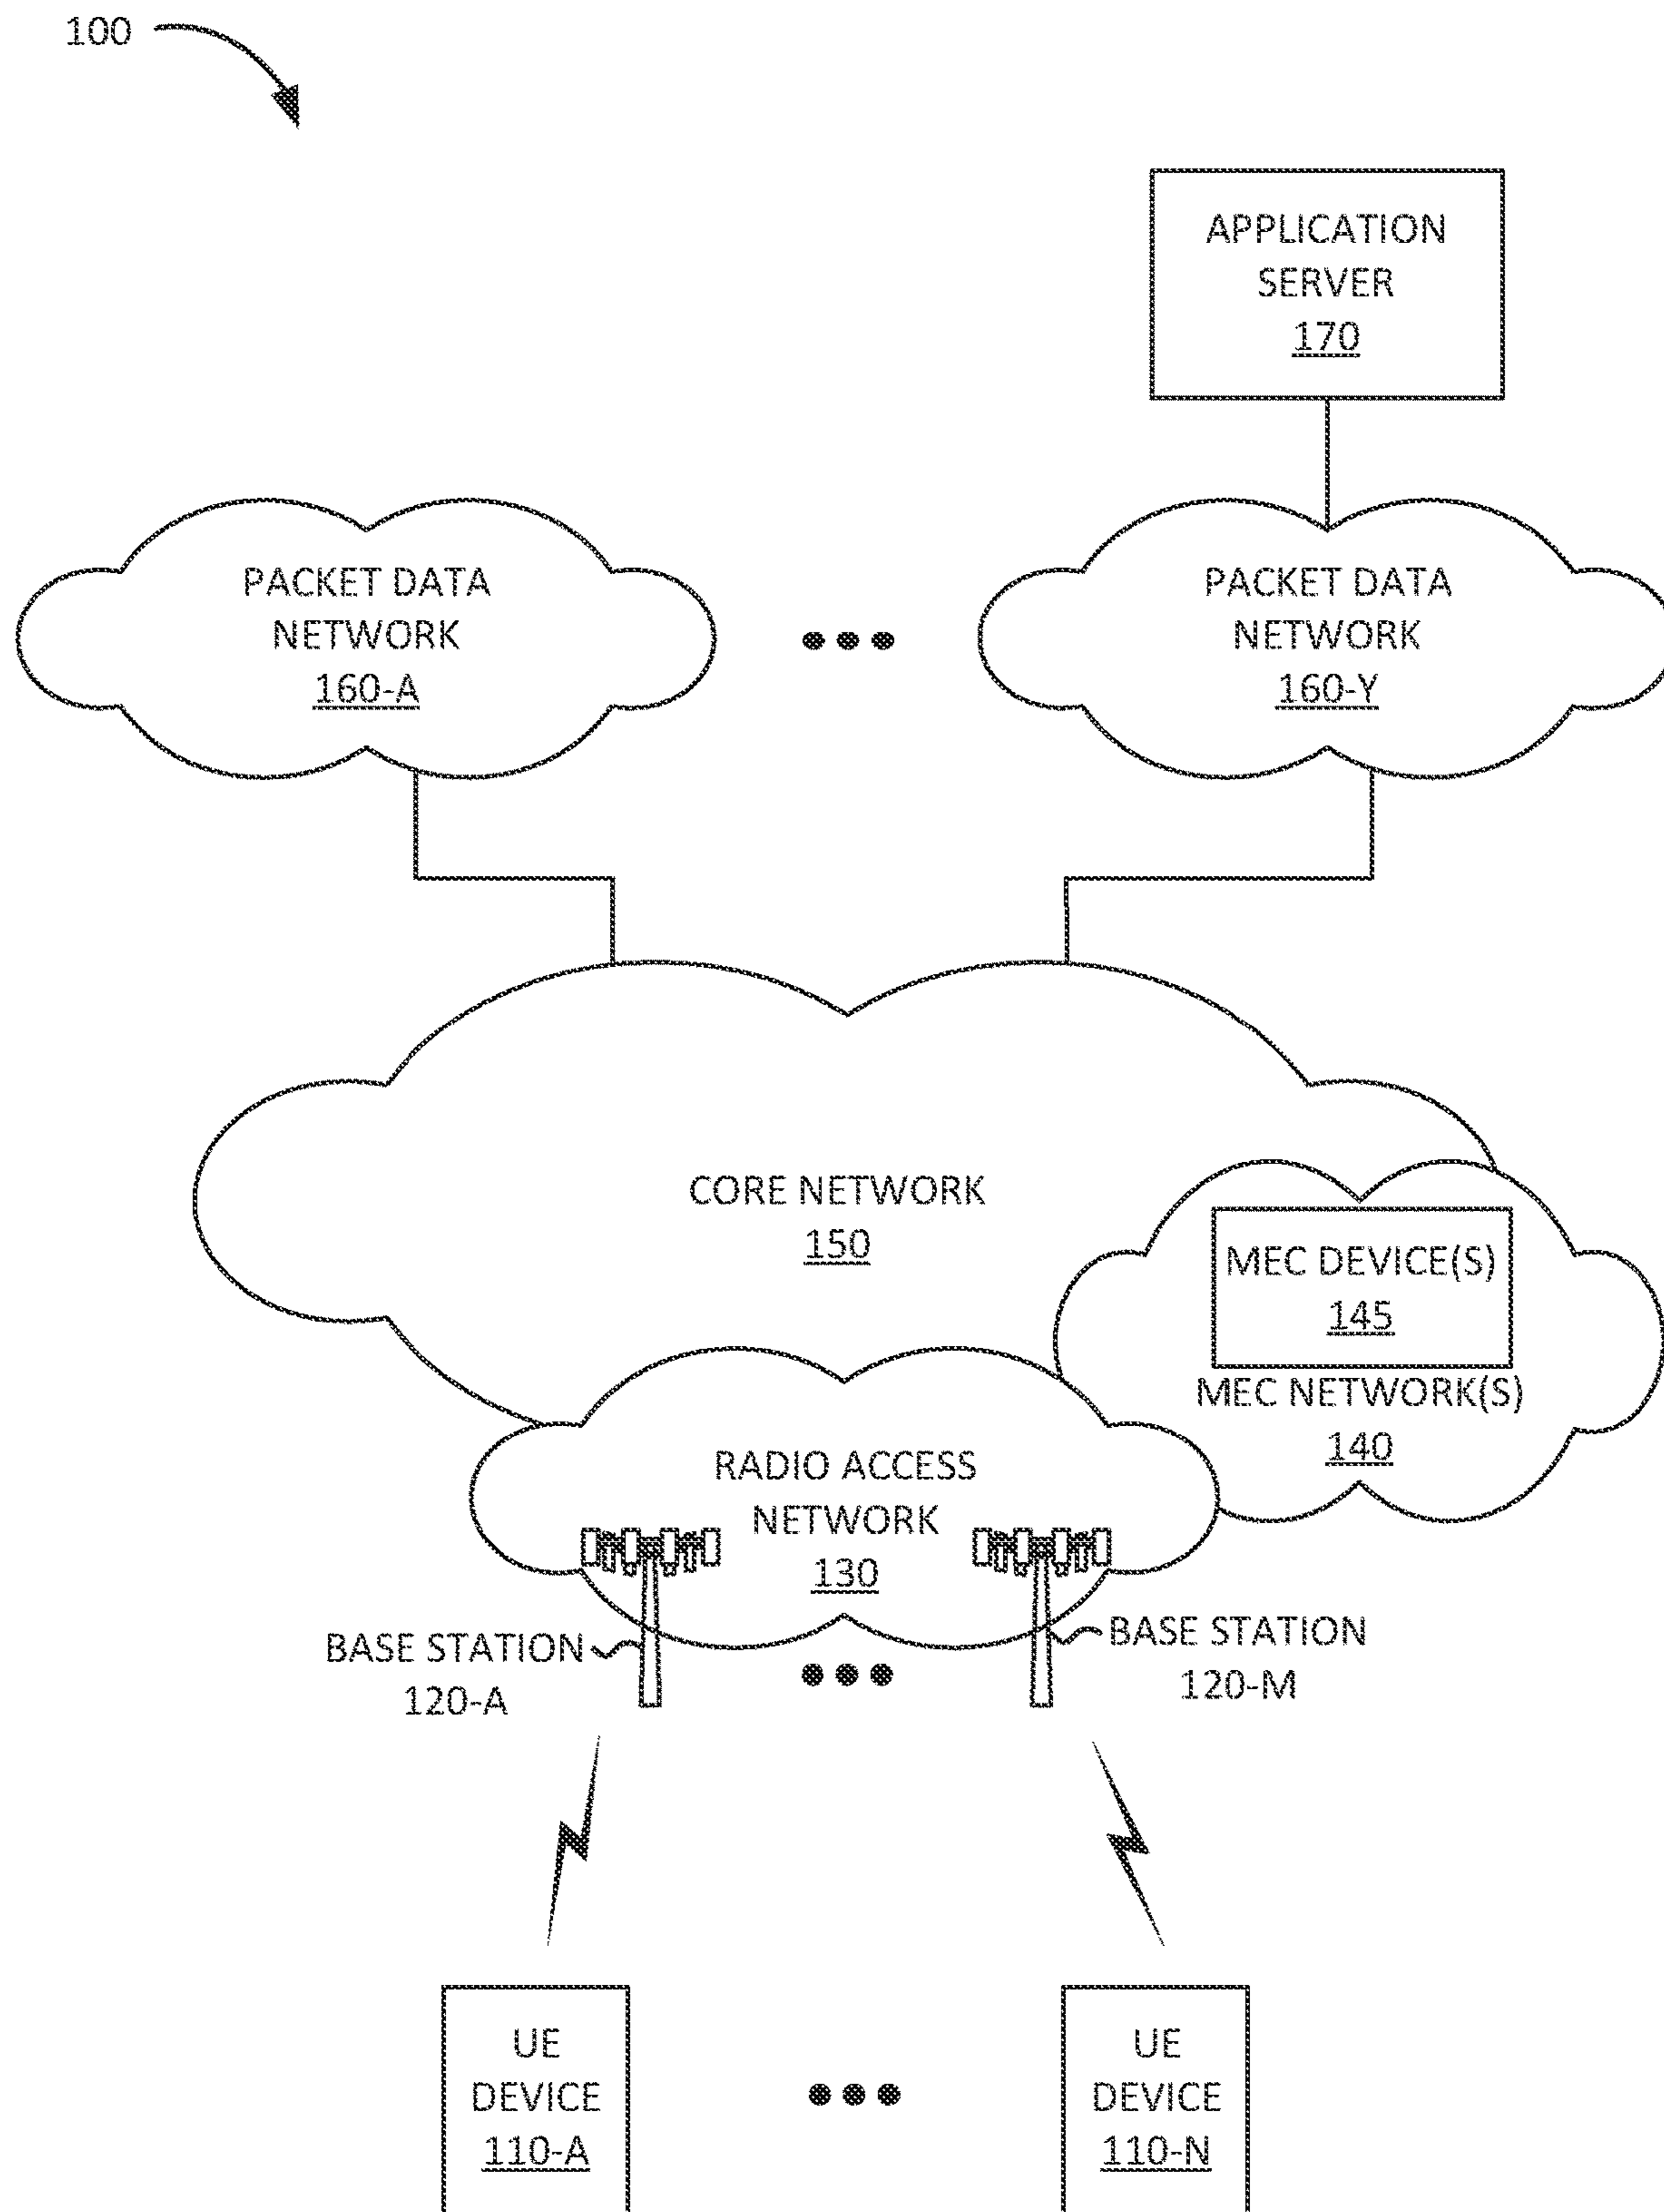 100
APPLICATION
SERVER
170
PACKET DATA
NETWORK
160-A
PACKET DATA
NETWORK
160-Y
CORE NETWORK
150
MEC DEVICE(S)
145
MEC NETWORK(S)
140
RADIO ACCESS
NETWORK
130
BASE STATION
120-A
BASE STATION
120-M
UE
DEVICE
110-A
UE
DEVICE
110-N